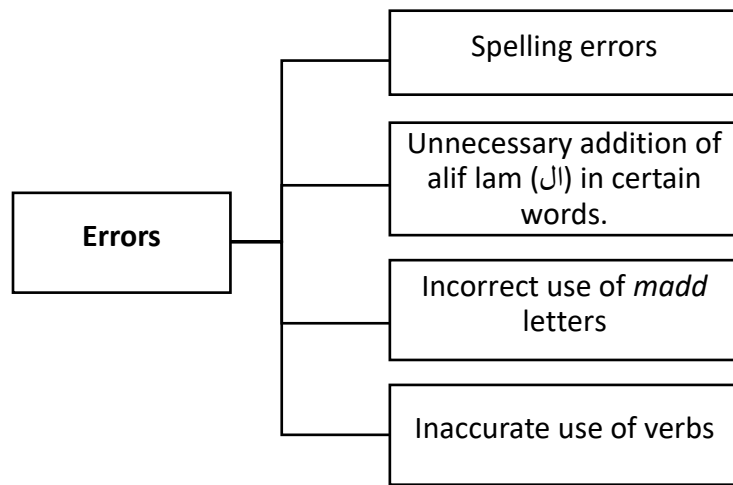 Errors
Spelling errors
Unnecessary addition of
alif lam (ال) in certain
words.
Incorrect use of madd
letters
Inaccurate use of verbs